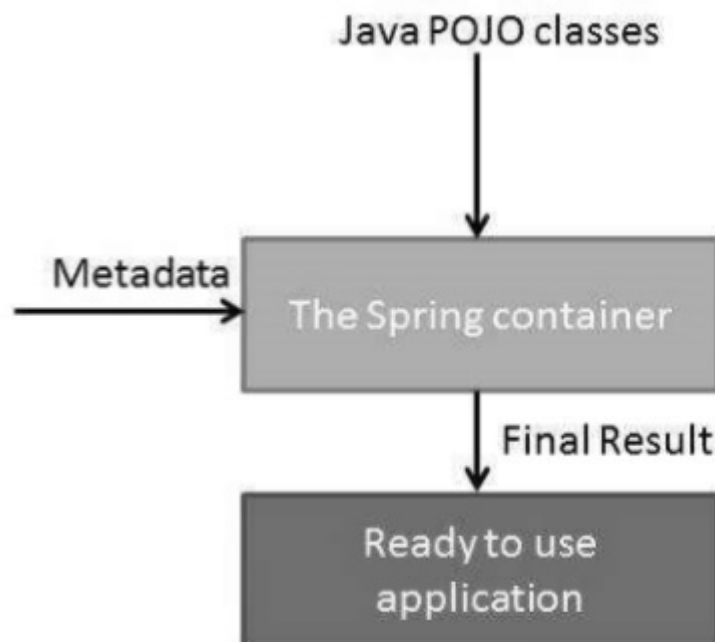 Java POJO classes
Metadata
The Spring container
Final Result
Ready to use
application